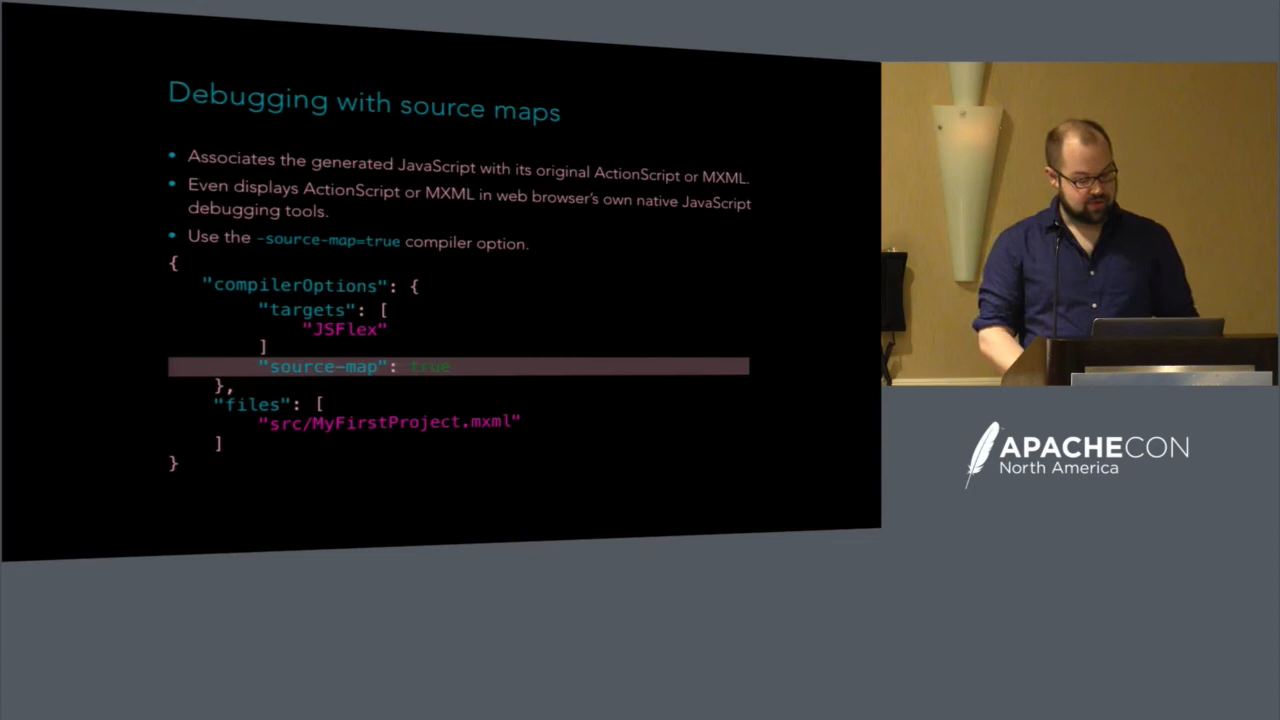 Debugging with source maps
• Associates the generated JavaScript with its original ActionScript or MXML.
• Even displays ActionScript or MXML in web browser's own native JavaScript
debugging tools.
• Use the -source-map=true compiler option.
{
"compilerOptions": {
"targets": [
"JSFlex"
]
"source-map": true
},
"files": [
"src/MyFirstProject.mxml"
]
}
APACHECON
North America